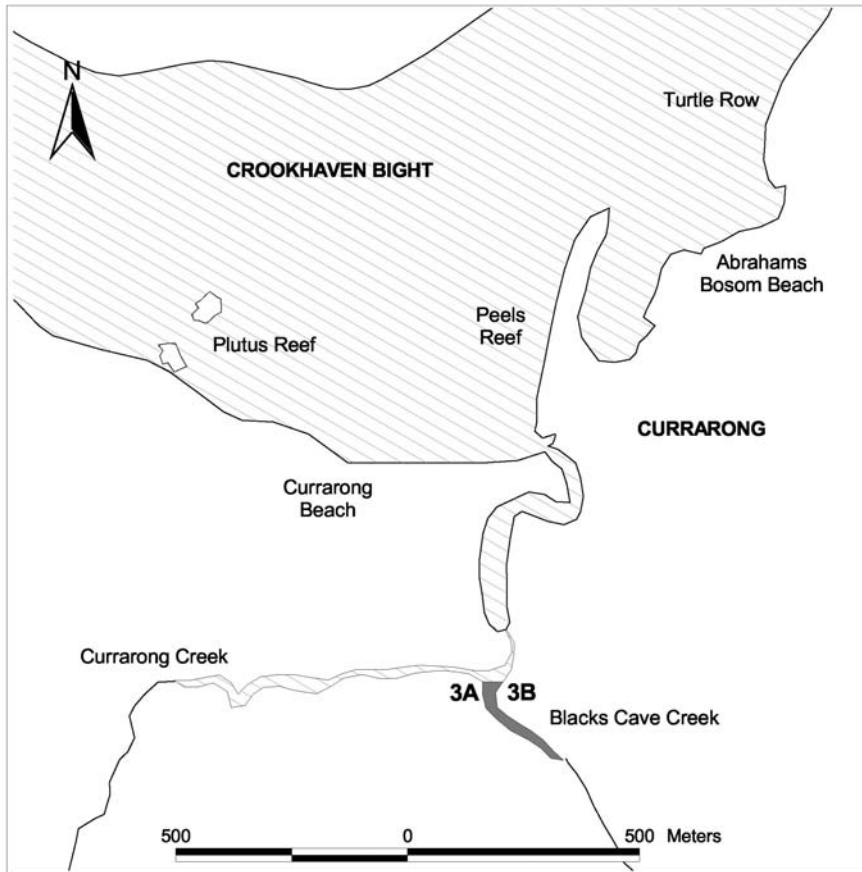 N
Turtle Row
CROOKHAVEN BIGHT
Abrahams
Bosom Beach
Peels
Reef
Plutus Reef
CURRARONG
Currarong
Beach
Currarong Creek
3A 3B
Blacks Cave Creek
500 0 500 Meters